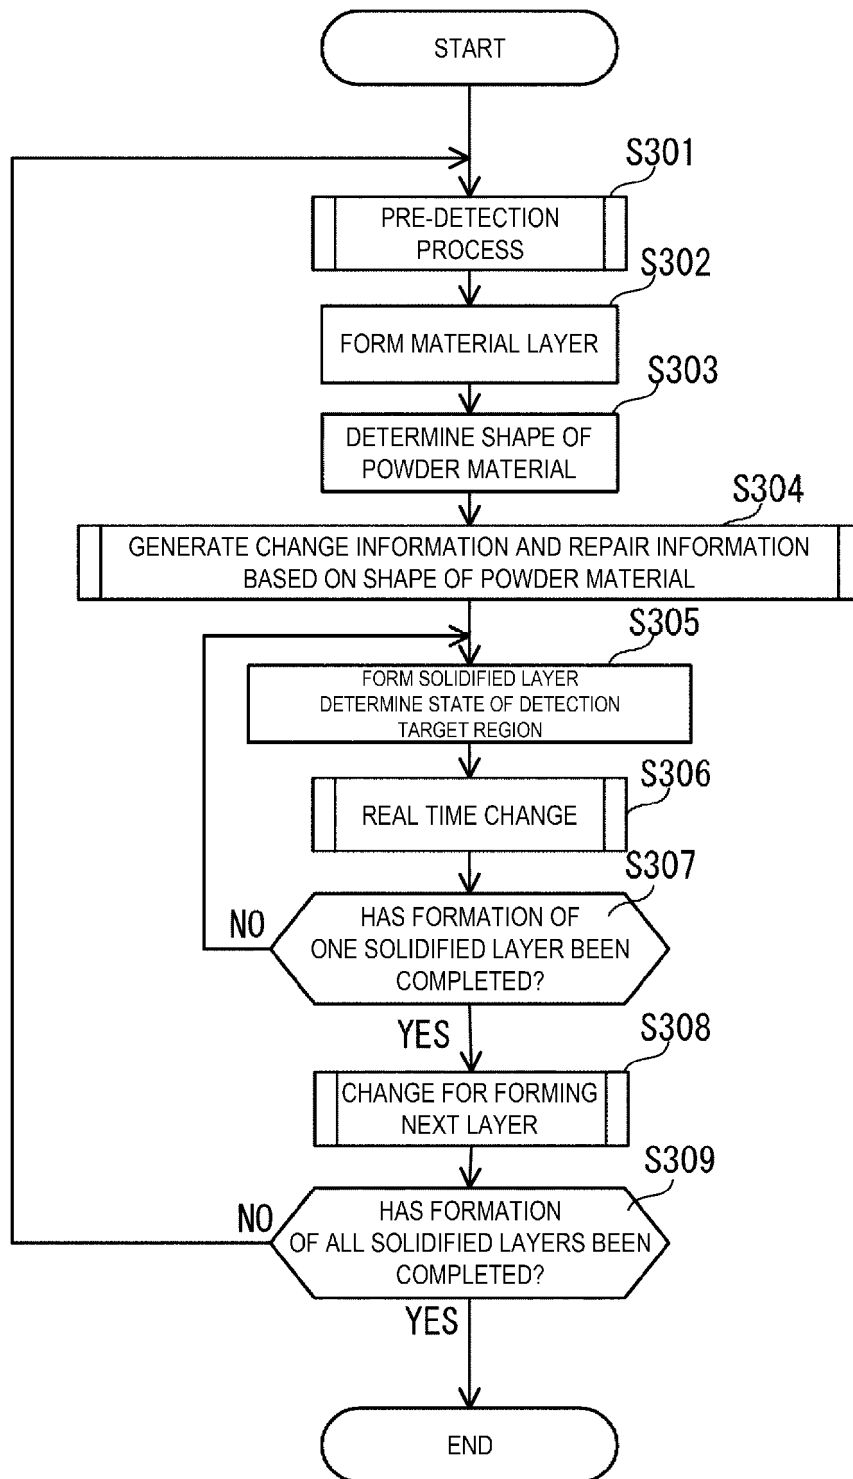 START
S301
PRE-DETECTION
PROCESS
S302
FORM MATERIAL LAYER
S303
DETERMINE SHAPE OF
POWDER MATERIAL
S304
GENERATE CHANGE INFORMATION AND REPAIR INFORMATION
BASED ON SHAPE OF POWDER MATERIAL
S305
FORM SOLIDIFIED LAYER
DETERMINE STATE OF DETECTION
TARGET REGION
S306
REAL TIME CHANGE
S307
HAS FORMATION OF
ONE SOLIDIFIED LAYER BEEN
COMPLETED?
NO
YES
S308
CHANGE FOR FORMING
NEXT LAYER
S309
HAS FORMATION
OF ALL SOLIDIFIED LAYERS BEEN
COMPLETED?
NO
YES
END